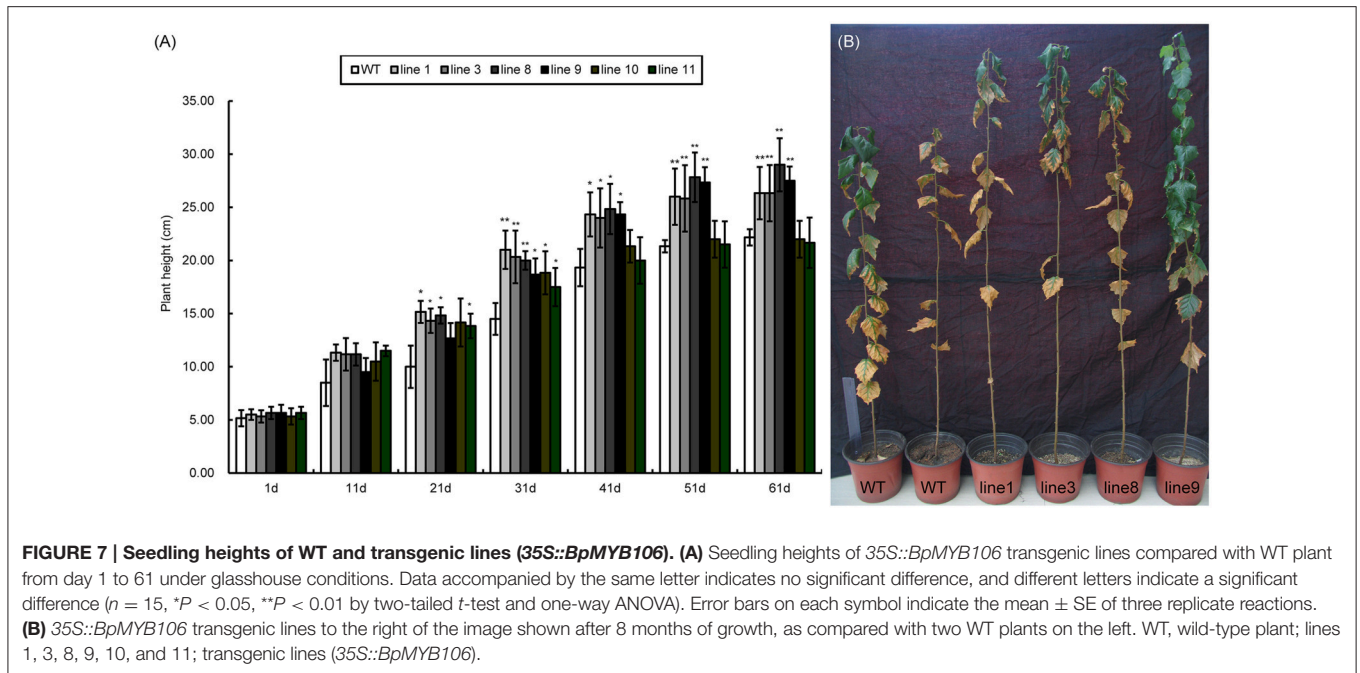 (A)
WT line 1 line 3 line 8 line 9 line 10 line 11
35.00
30.00
25.00
20.00
15.00
10.00
5.00
0.00
Plant height (cm)
* * * *
** ** ** * * *
* * * *
** ** ** **
** ** ** **
1d 11d 21d 31d 41d 51d 61d
(B)
WT WT line1 line3 line8 line9
FIGURE 7 | Seedling heights of WT and transgenic lines (35S::BpMYB106). (A) Seedling heights of 35S::BpMYB106 transgenic lines compared with WT plant
from day 1 to 61 under glasshouse conditions. Data accompanied by the same letter indicates no significant difference, and different letters indicate a significant
difference (n = 15, *P < 0.05, **P < 0.01 by two-tailed t-test and one-way ANOVA). Error bars on each symbol indicate the mean ± SE of three replicate reactions.
(B) 35S::BpMYB106 transgenic lines to the right of the image shown after 8 months of growth, as compared with two WT plants on the left. WT, wild-type plant; lines
1, 3, 8, 9, 10, and 11; transgenic lines (35S::BpMYB106).